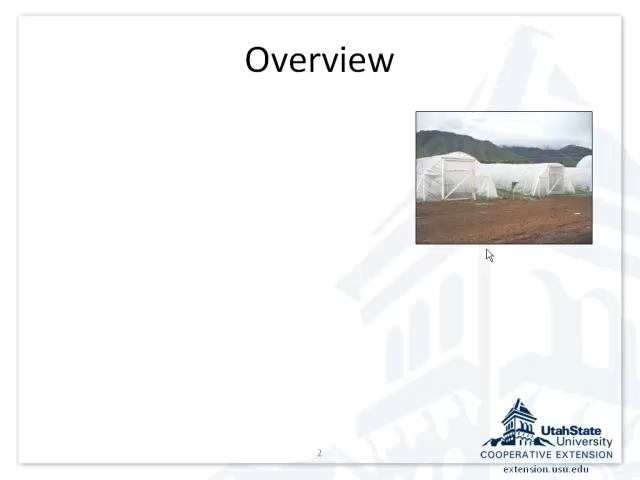 Overview
2
UtahState
University
COOPERATIVE EXTENSION
extension.usu.edu